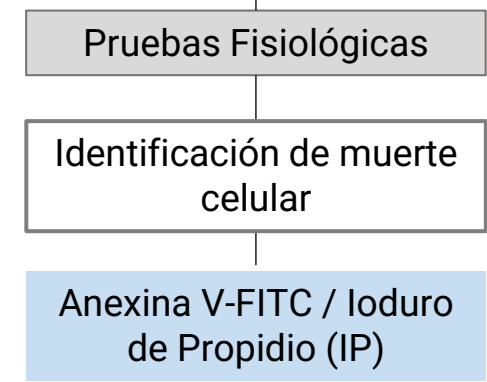 Pruebas Fisiológicas
Identificación de muerte
celular
Anexina V-FITC / Ioduro
de Propidio (IP)